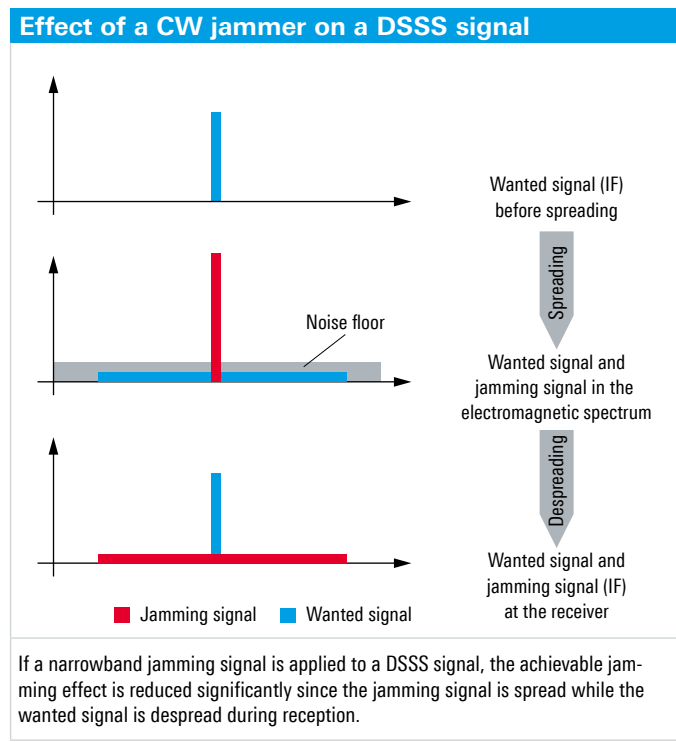 Effect of a CW jammer on a DSSS signal
Wanted signal (IF)
before spreading
Spreading
Noise floor
Wanted signal and
jamming signal in the
electromagnetic spectrum
Despreading
Wanted signal and
jamming signal (IF)
at the receiver
Jamming signal
Wanted signal
If a narrowband jamming signal is applied to a DSSS signal, the achievable jam-
ming effect is reduced significantly since the jamming signal is spread while the
wanted signal is despread during reception.